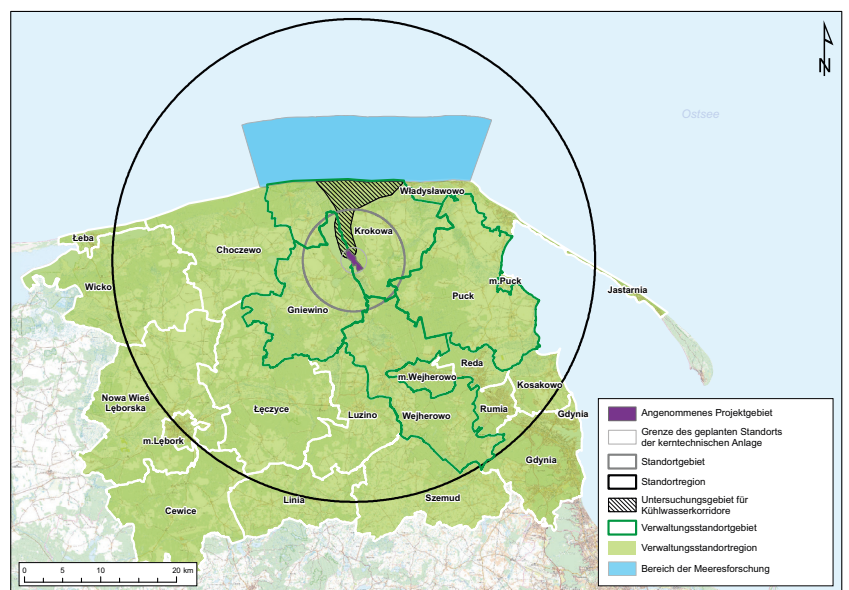 N
Ostsee
Władysławowo
Krokowa
Łeba
Choczewo
m.Puck
Wicko
Jastarnia
Puck
Gniewino
Reda
m.Wejherowo
Kosakowo
Nowa Wieś
Lęborska
Łęczyce
Luzino
Wejherowo
Rumia
Gdynia
m.Lębork
Gdynia
Linia
Szemud
Cewice
Angenommenes Projektgebiet
Grenze des geplanten Standorts
der kerntechnischen Anlage
Standortgebiet
Standortregion
Untersuchungsgebiet für
Kühlwasserkorridore
Verwaltungsstandortgebiet
Verwaltungsstandortregion
Bereich der Meeresforschung
0 5 10 20 km